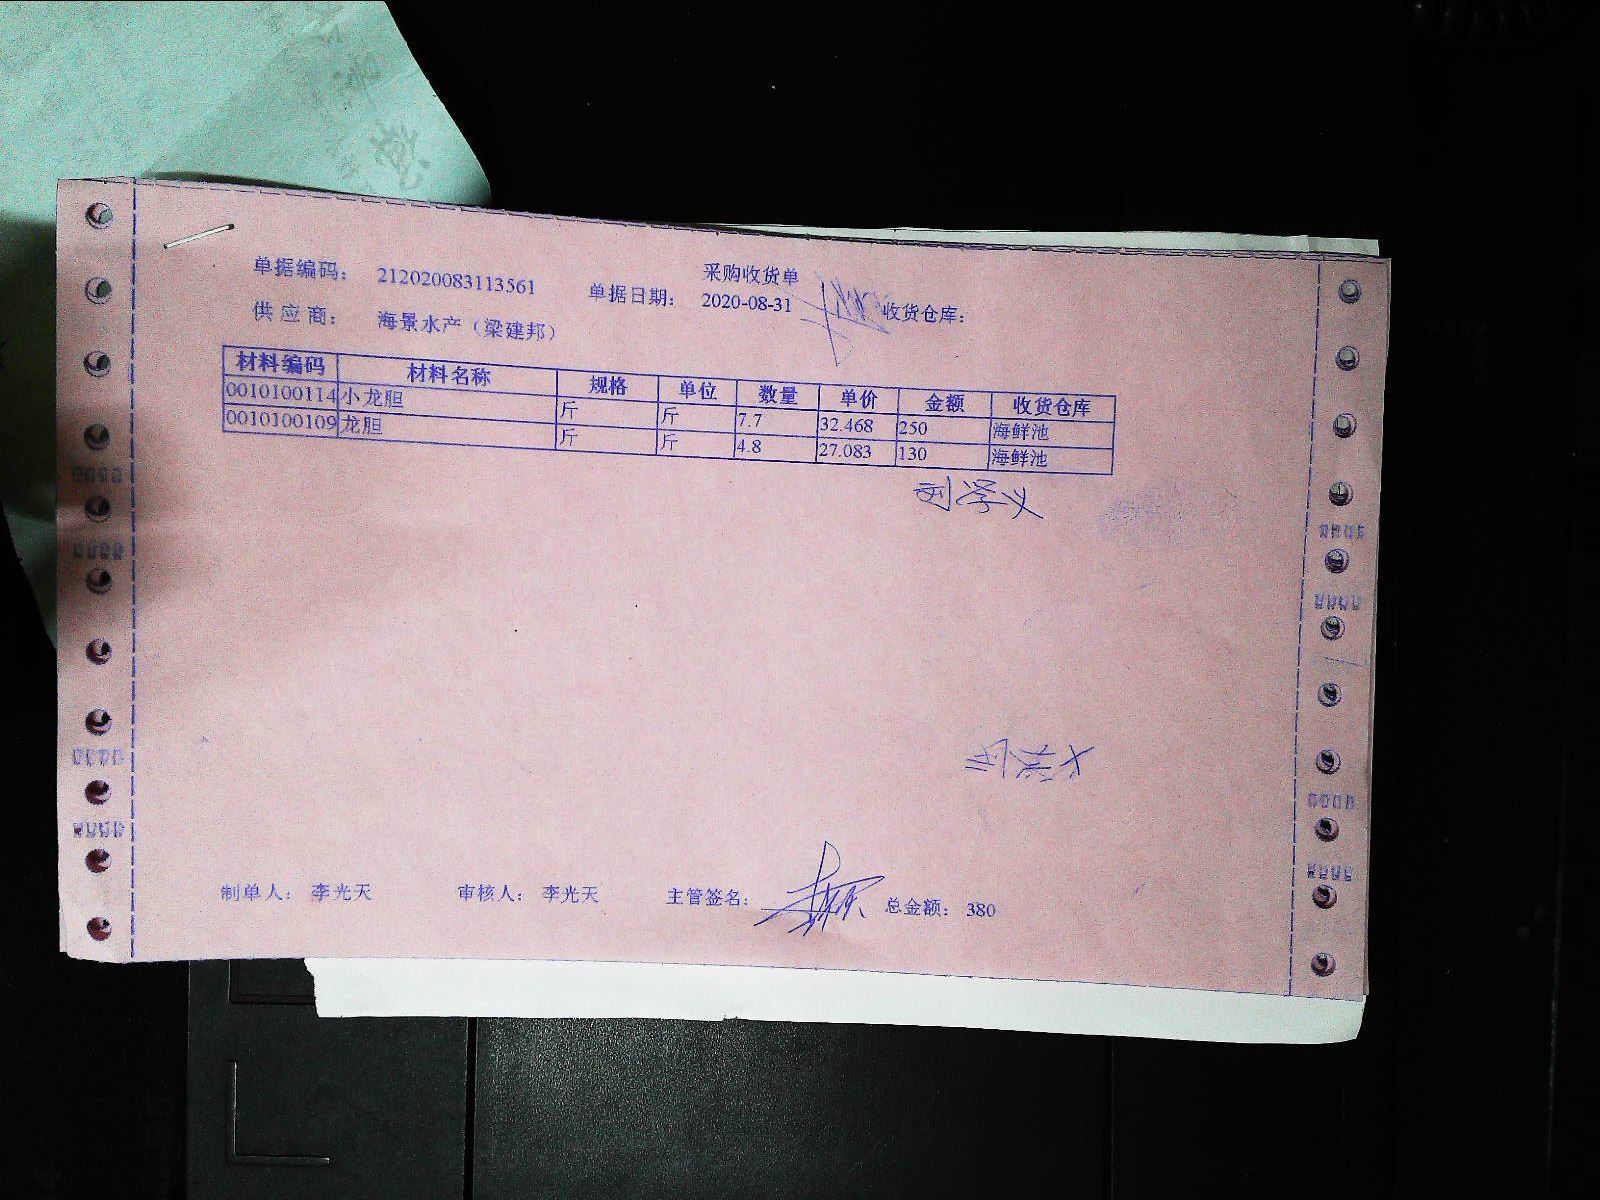 采购收货单
单据编码： 212020083113561 单据日期： 2020-08-31 收货仓库：
供 应 商： 海景水产（梁建邦）
材料编码 材料名称 规格 单位 数量 单价 金额 收货仓库
0010100114 小龙胆 斤 斤 7.7 32.468 250 海鲜池
0010100109 龙胆 斤 斤 4.8 27.083 130 海鲜池
刘学义
制单人： 李光天 审核人： 李光天 主管签名： 总金额： 380